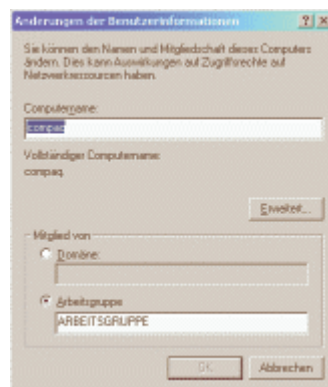 Änderungen der Benutzerinformationen
Sie können den Namen und Mitgliedschaft dieses Computers
ändern. Dies kann Auswirkungen auf Zugriffsrechte auf
Netzwerkressourcen haben.
Computername:
compaq
Vollständiger Computername:
compaq.
Erweitert...
Mitglied von
Domäne:
Arbeitsgruppe
ARBEITSGRUPPE
OK
Abbrechen